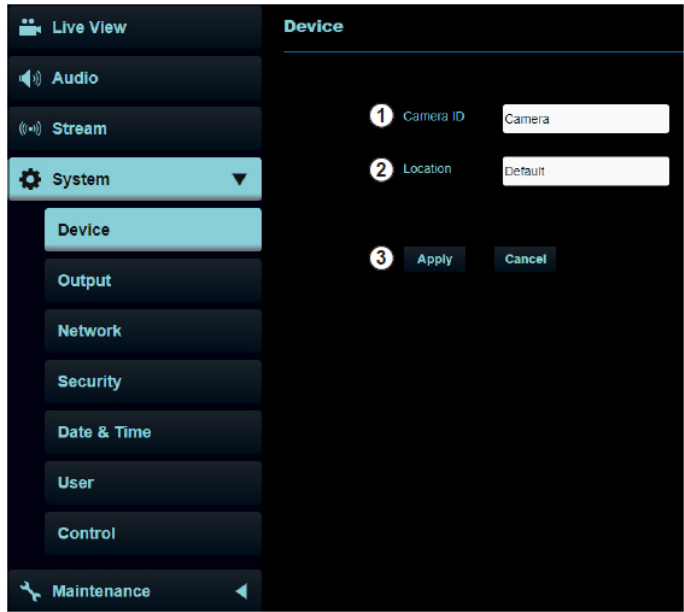 Live View
Audio
Stream
System
Device
Output
Network
Security
Date & Time
User
Control
Maintenance
Device
1 Camera ID Camera
2 Location Default
3 Apply Cancel